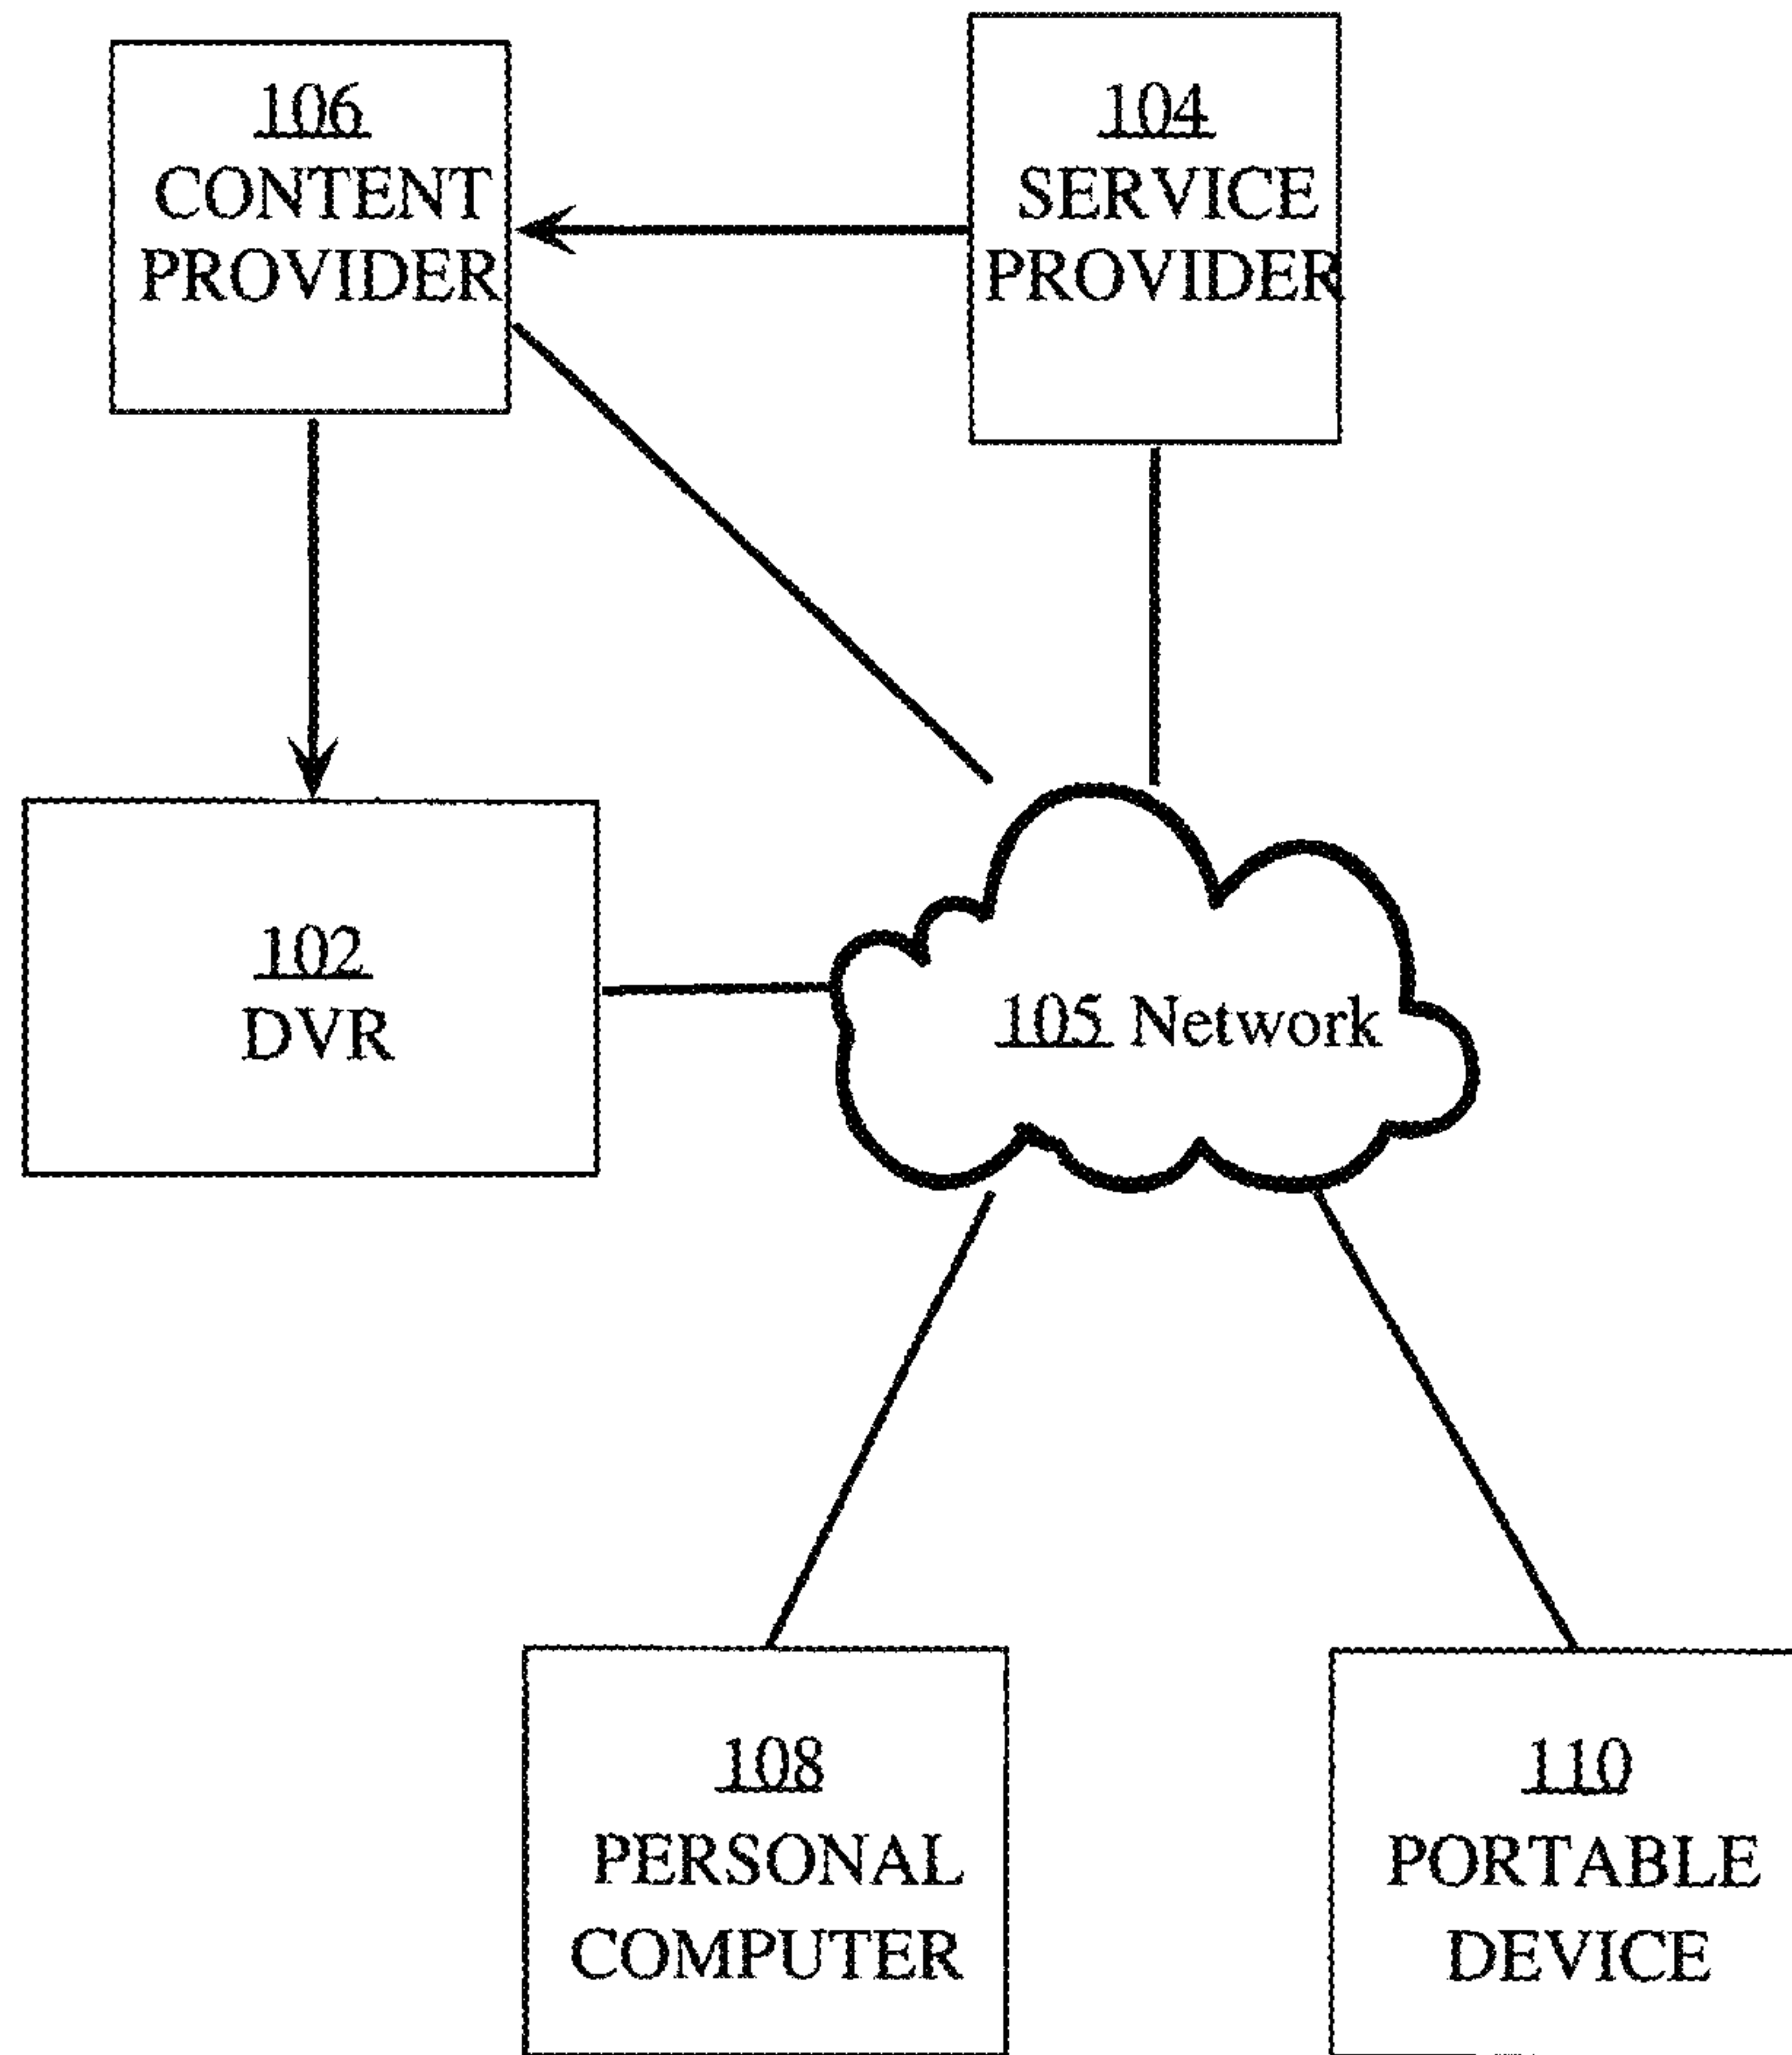 106
CONTENT
PROVIDER
104
SERVICE
PROVIDER
102
DVR
105 Network
108
PERSONAL
COMPUTER
110
PORTABLE
DEVICE